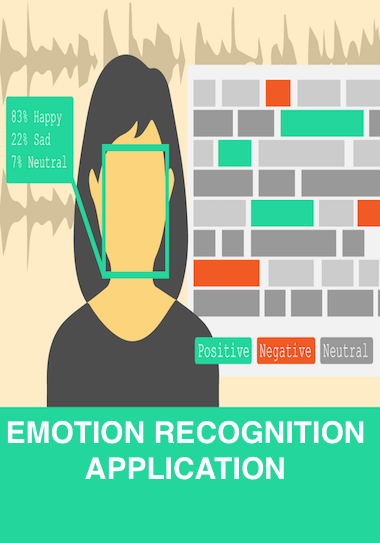 83% Happy
22% Sad
7% Neutral
Positive Negative Neutral
EMOTION RECOGNITION
APPLICATION